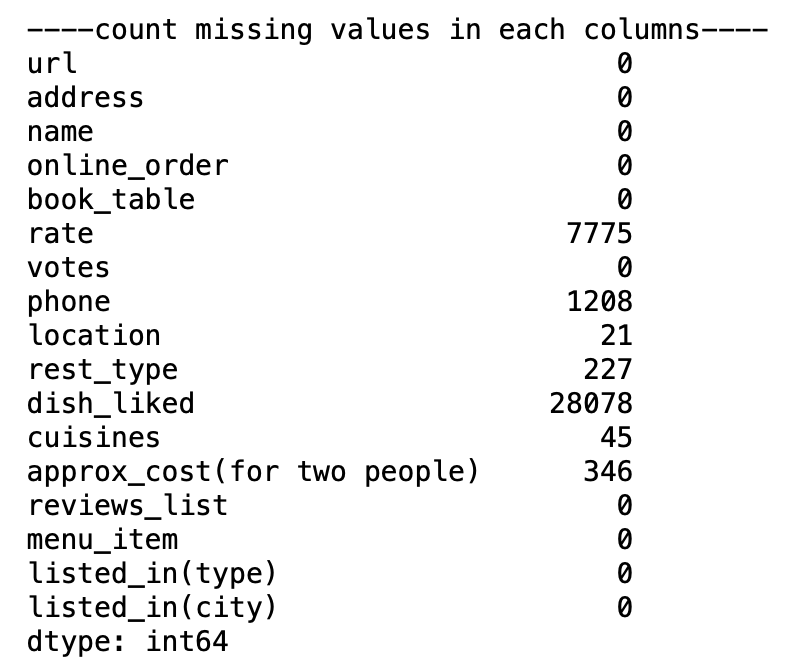 ----count missing values in each columns----
url 0
address 0
name 0
online_order 0
book_table 0
rate 7775
votes 0
phone 1208
location 21
rest_type 227
dish_liked 28078
cuisines 45
approx_cost(for two people) 346
reviews_list 0
menu_item 0
listed_in(type) 0
listed_in(city) 0
dtype: int64